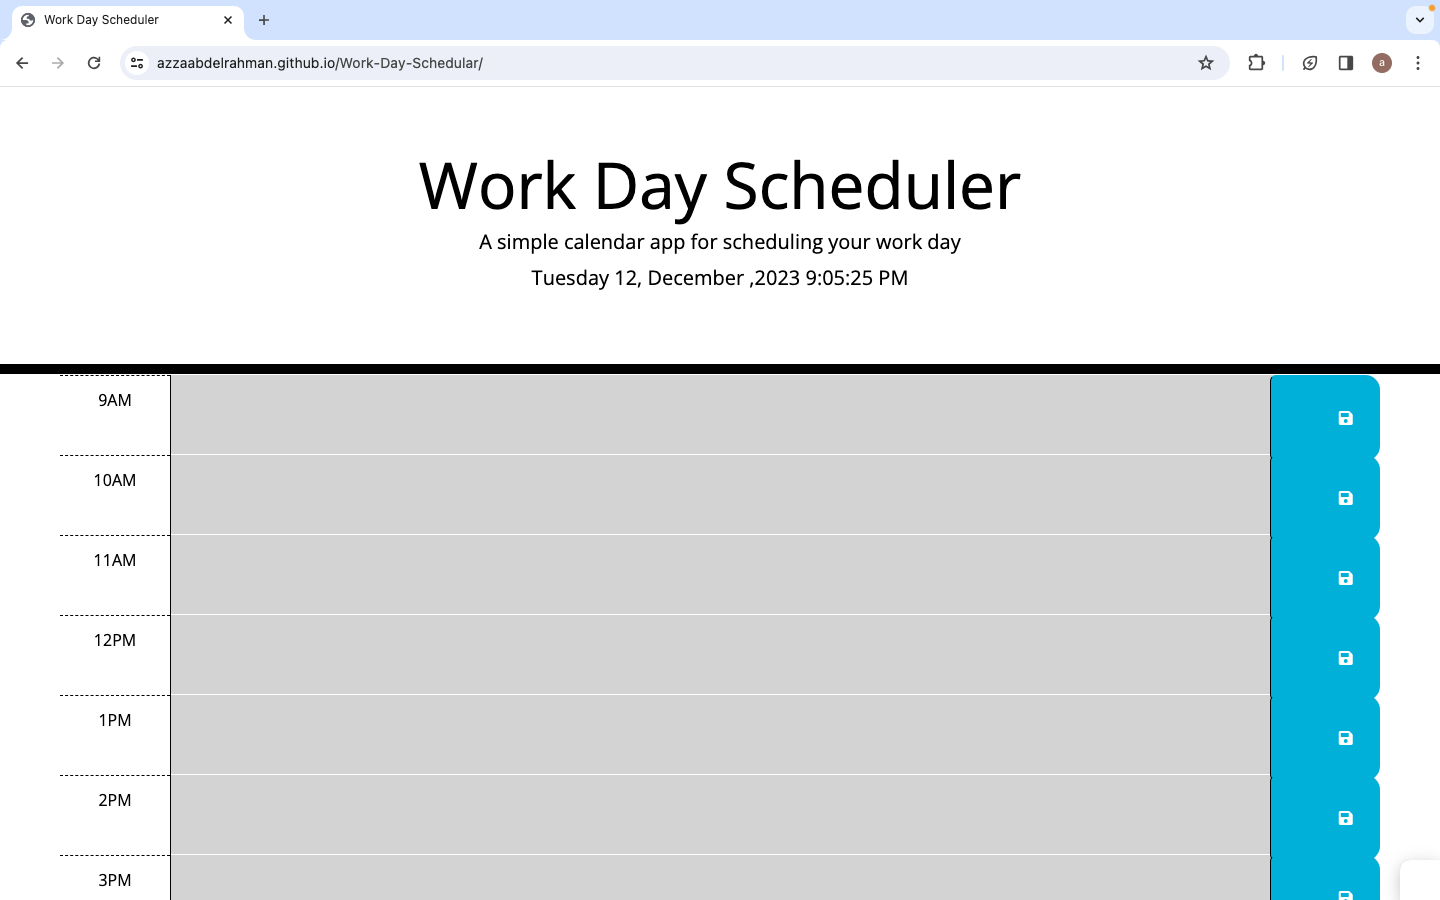 Work Day Scheduler
azzaabdelrahman.github.io/Work-Day-Schedular/
a
Work Day Scheduler
A simple calendar app for scheduling your work day
Tuesday 12, December ,2023 9:05:25 PM
9AM
10AM
11AM
12PM
1PM
2PM
3PM